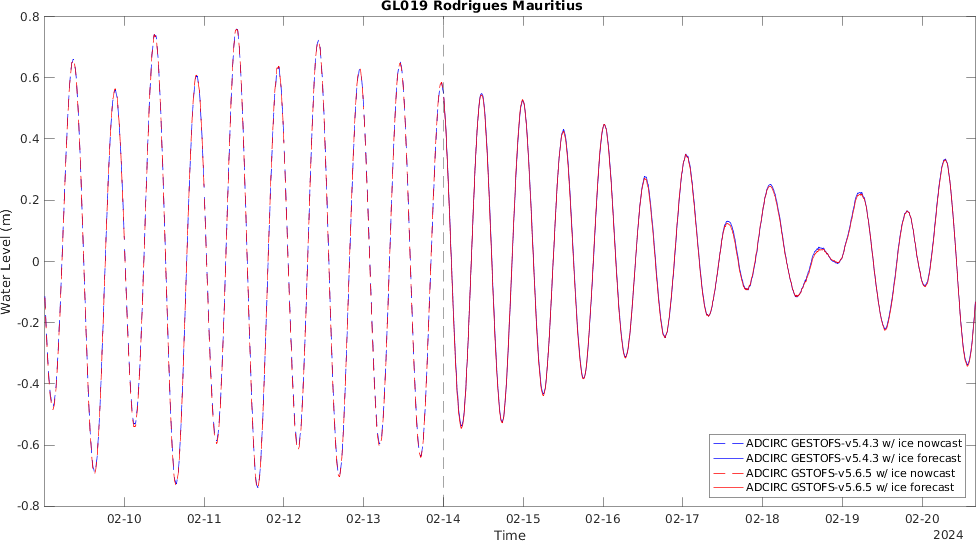 GL019 Rodrigues Mauritius
0.8
0.6
0.4
0.2
0
-0.2
-0.4
-0.6
-0.8
Water Level (m)
ADCIRC GESTOFS-v5.4.3 w/ ice nowcast
ADCIRC GESTOFS-v5.4.3 w/ ice forecast
ADCIRC GSTOFS-v5.6.5 w/ ice nowcast
ADCIRC GSTOFS-v5.6.5 w/ ice forecast
02-10 02-11 02-12 02-13 02-14 02-15 02-16 02-17 02-18 02-19 02-20
Time
2024